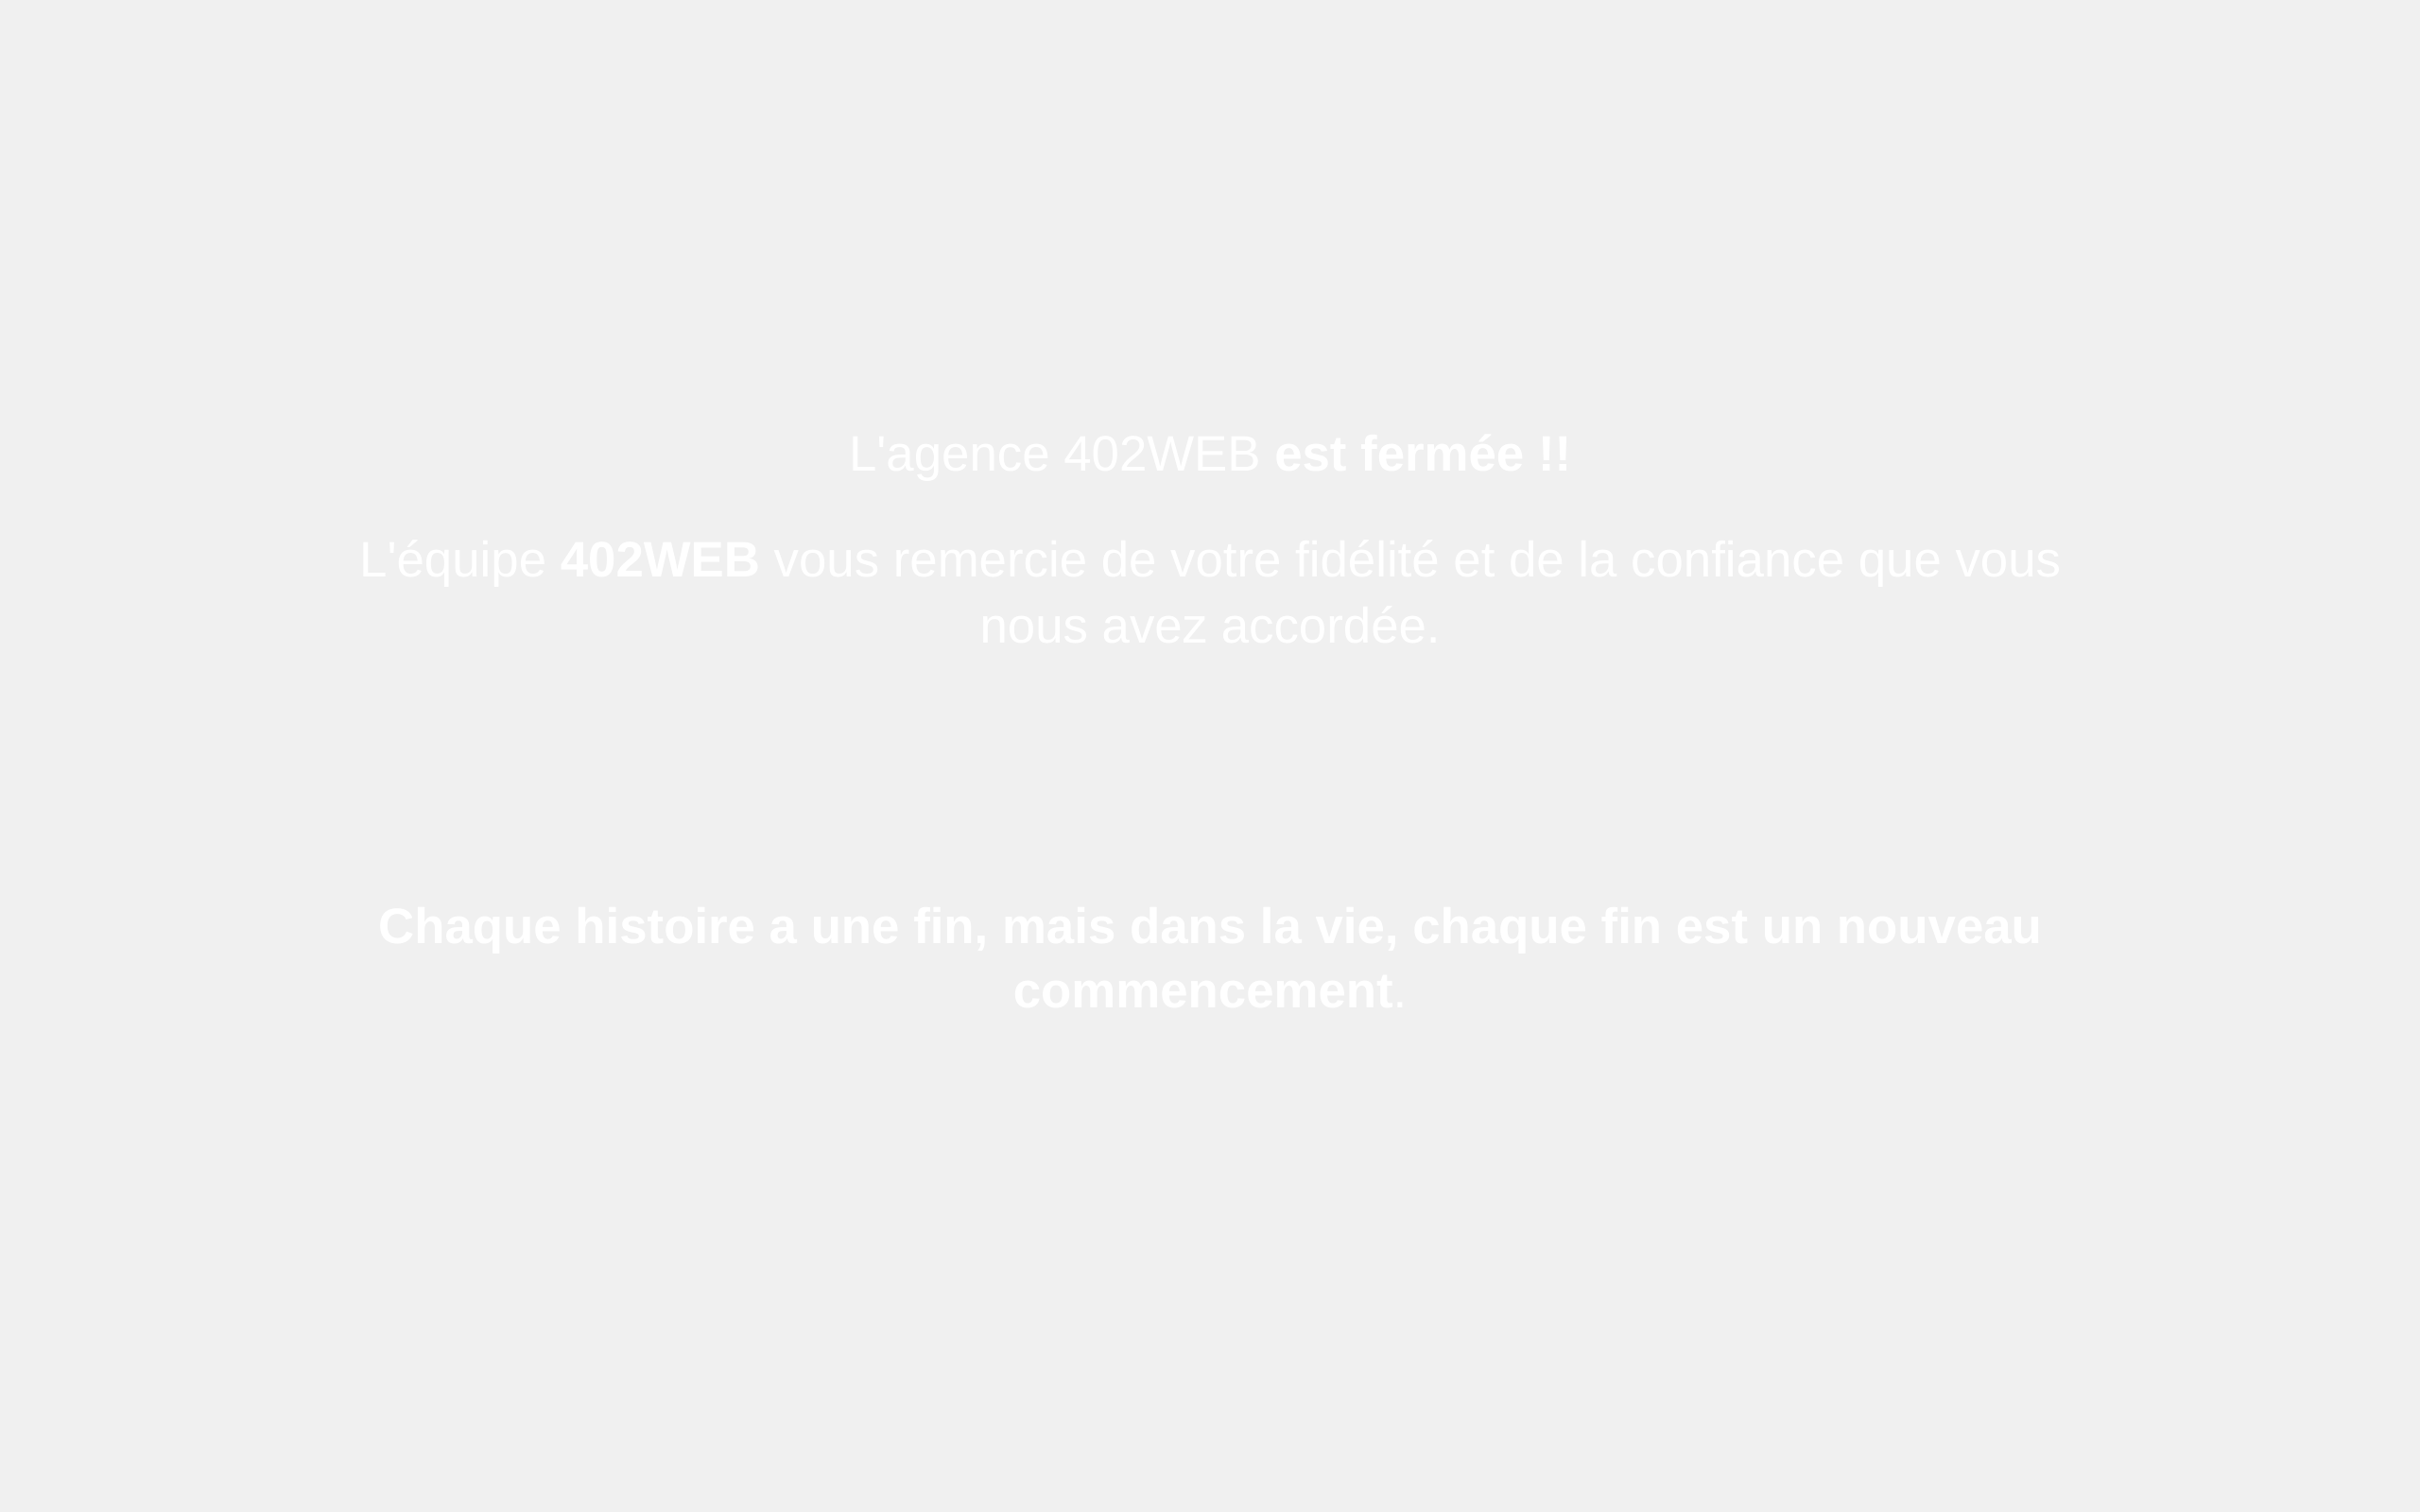 L'agence 402WEB est fermée !!
L'équipe 402WEB vous remercie de votre fidélité et de la confiance que vous
nous avez accordée.
Chaque histoire a une fin, mais dans la vie, chaque fin est un nouveau
commencement.